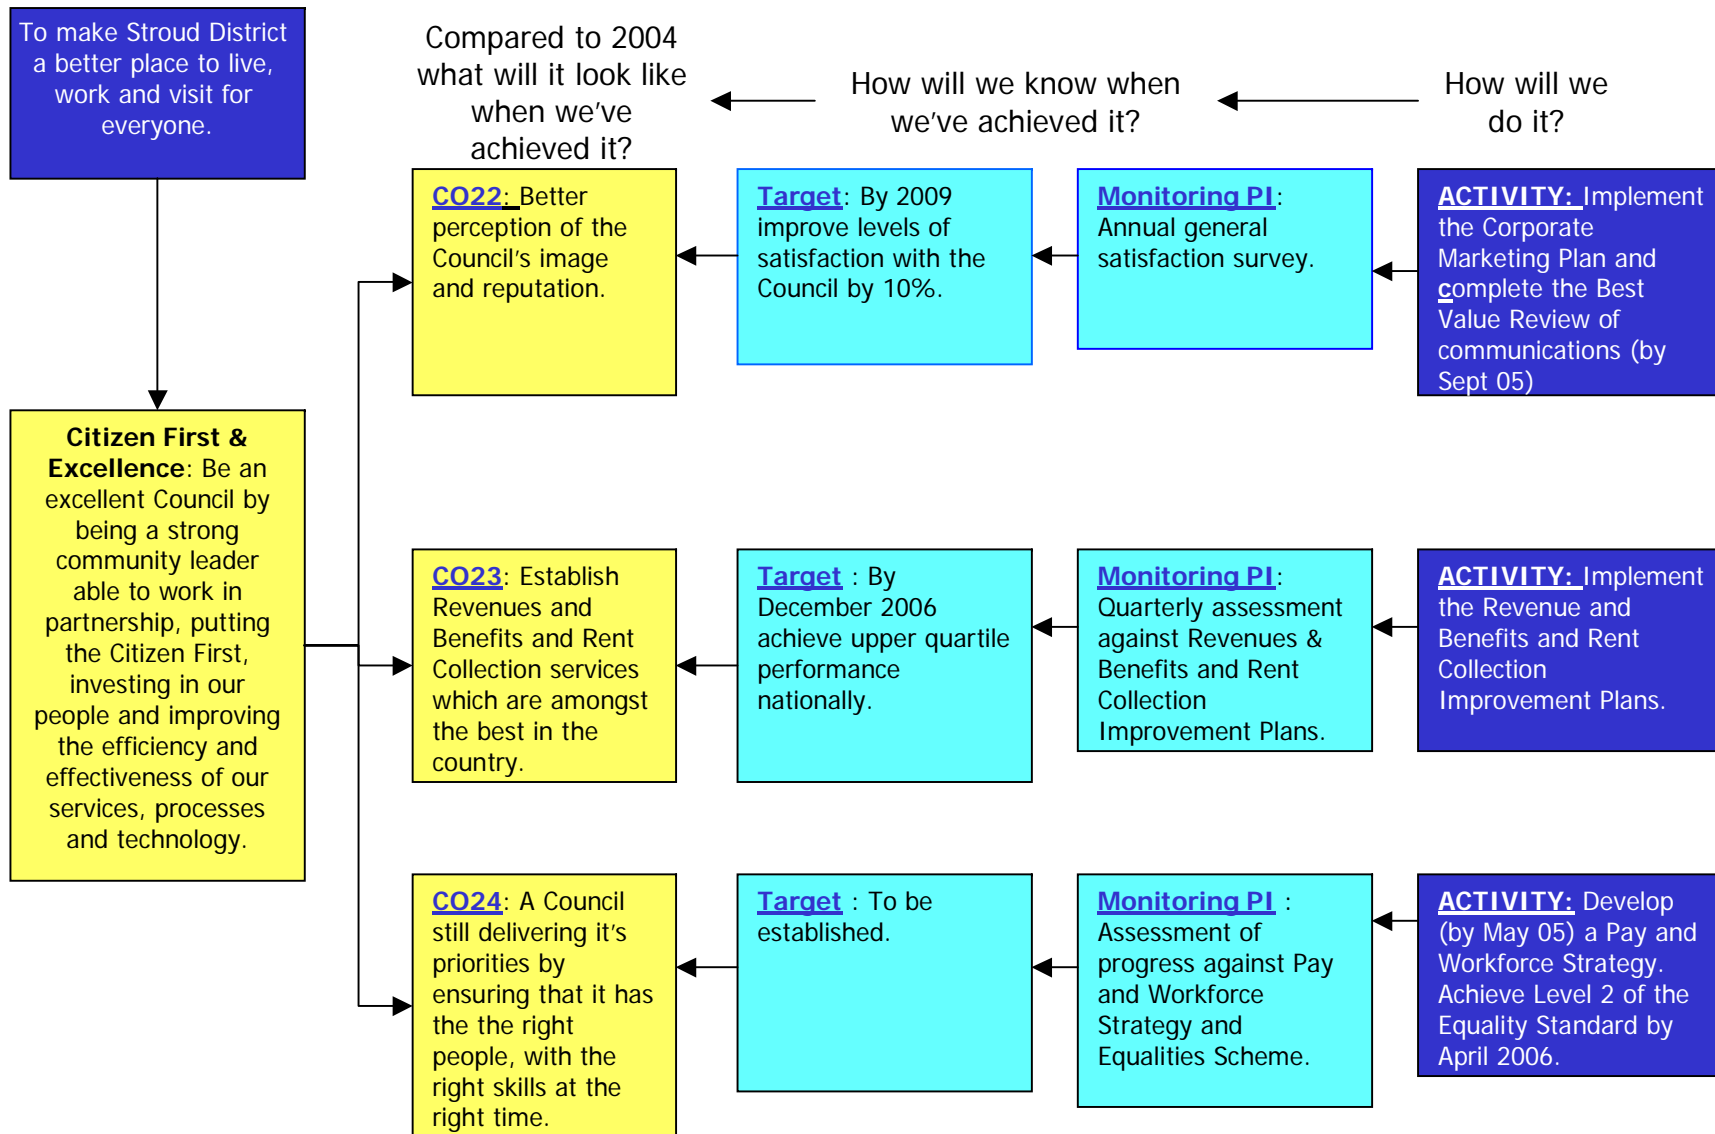 To make Stroud District
a better place to live,
work and visit for
everyone.
Compared to 2004
what will it look like
when we've
achieved it?
How will we know when
we've achieved it?
How will we
do it?
Citizen First &
Excellence: Be an
excellent Council by
being a strong
community leader
able to work in
partnership, putting
the Citizen First,
investing in our
people and improving
the efficiency and
effectiveness of our
services, processes
and technology.
CO22: Better
perception of the
Council's image
and reputation.
Target: By 2009
improve levels of
satisfaction with the
Council by 10%.
Monitoring PI:
Annual general
satisfaction survey.
ACTIVITY: Implement
the Corporate
Marketing Plan and
complete the Best
Value Review of
communications (by
Sept 05)
CO23: Establish
Revenues and
Benefits and Rent
Collection services
which are amongst
the best in the
country.
Target : By
December 2006
achieve upper quartile
performance
nationally.
Monitoring PI:
Quarterly assessment
against Revenues &
Benefits and Rent
Collection
Improvement Plans.
ACTIVITY: Implement
the Revenue and
Benefits and Rent
Collection
Improvement Plans.
CO24: A Council
still delivering it's
priorities by
ensuring that it has
the the right
people, with the
right skills at the
right time.
Target : To be
established.
Monitoring PI :
Assessment of
progress against Pay
and Workforce
Strategy and
Equalities Scheme.
ACTIVITY: Develop
(by May 05) a Pay and
Workforce Strategy.
Achieve Level 2 of the
Equality Standard by
April 2006.